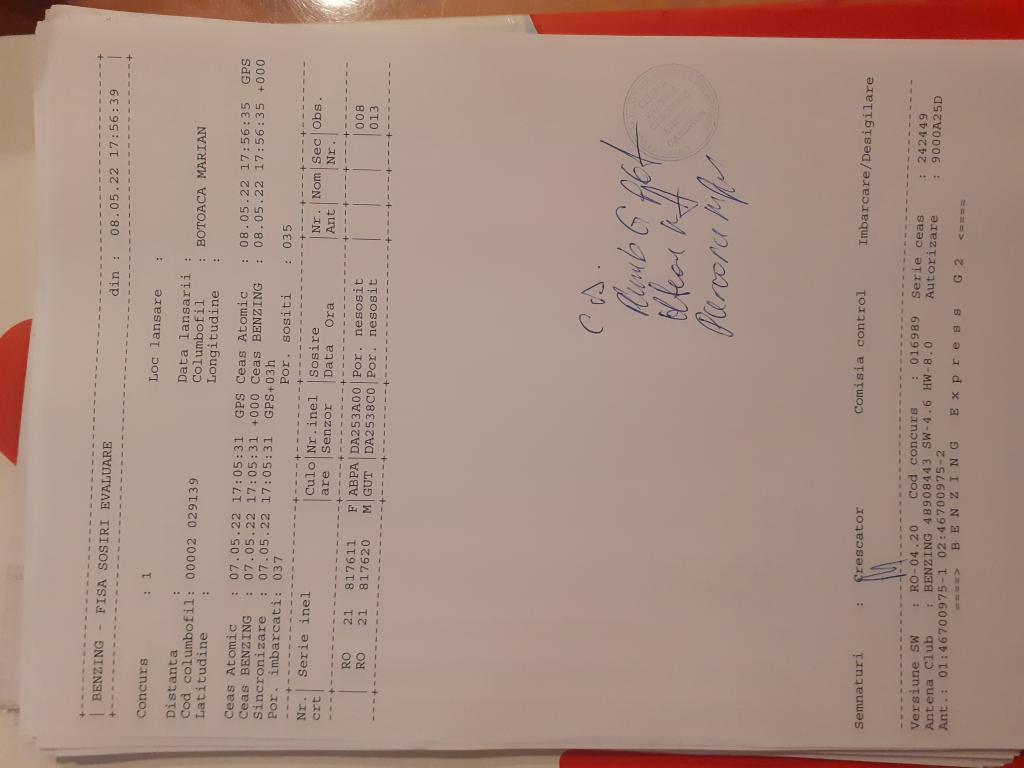 +-----------------------------------------------------------------------------------+
| BENZING - FISA SOSIRI EVALUARE                    din :  08.05.22 17:56:39   |
+-----------------------------------------------------------------------------------+
Concurs        : 1                         Loc lansare    :
Distanta       :                           Data lansarii :
Cod columbofil: 00002 029139               Columbofil     : BOTOACA MARIAN
Latitudine     :                           Longitudine    :
Ceas Atomic    : 07.05.22 17:05:31  GPS Ceas Atomic    : 08.05.22 17:56:35  GPS
Ceas BENZING   : 07.05.22 17:05:31 +000 Ceas BENZING   : 08.05.22 17:56:35 +000
Sincronizare   : 07.05.22 17:05:31  GPS+03h
Por. imbarcati: 037                        Por. sositi    : 035
Nr.|  Serie inel              |Culo|Nr.inel |Sosire            |Nr. |Nom|Sec|Obs.
crt|                          |are |Senzor  |Data  Ora         |Ant |   |Nr.|
|    RO   21  817611      F|ABPA|DA253A00|Por. nesosit       |    |   |   |008
|    RO   21  817620      M|GUT |DA2538C0|Por. nesosit       |    |   |   |013
C.D.
Semnaturi     :  Crescator          Comisia control      Imbarcare/Desigilare
Versiune SW   : RO-04.20   Cod concurs   : 016989  Serie ceas    : 242449
Antena Club   : BENZING 48908443 SW-4.6 HW-8.0     Autorizare    : 9000A25D
Ant.: 01:46700975-1 02:46700975-2
====> B E N Z I N G   E x p r e s s   G 2  <====